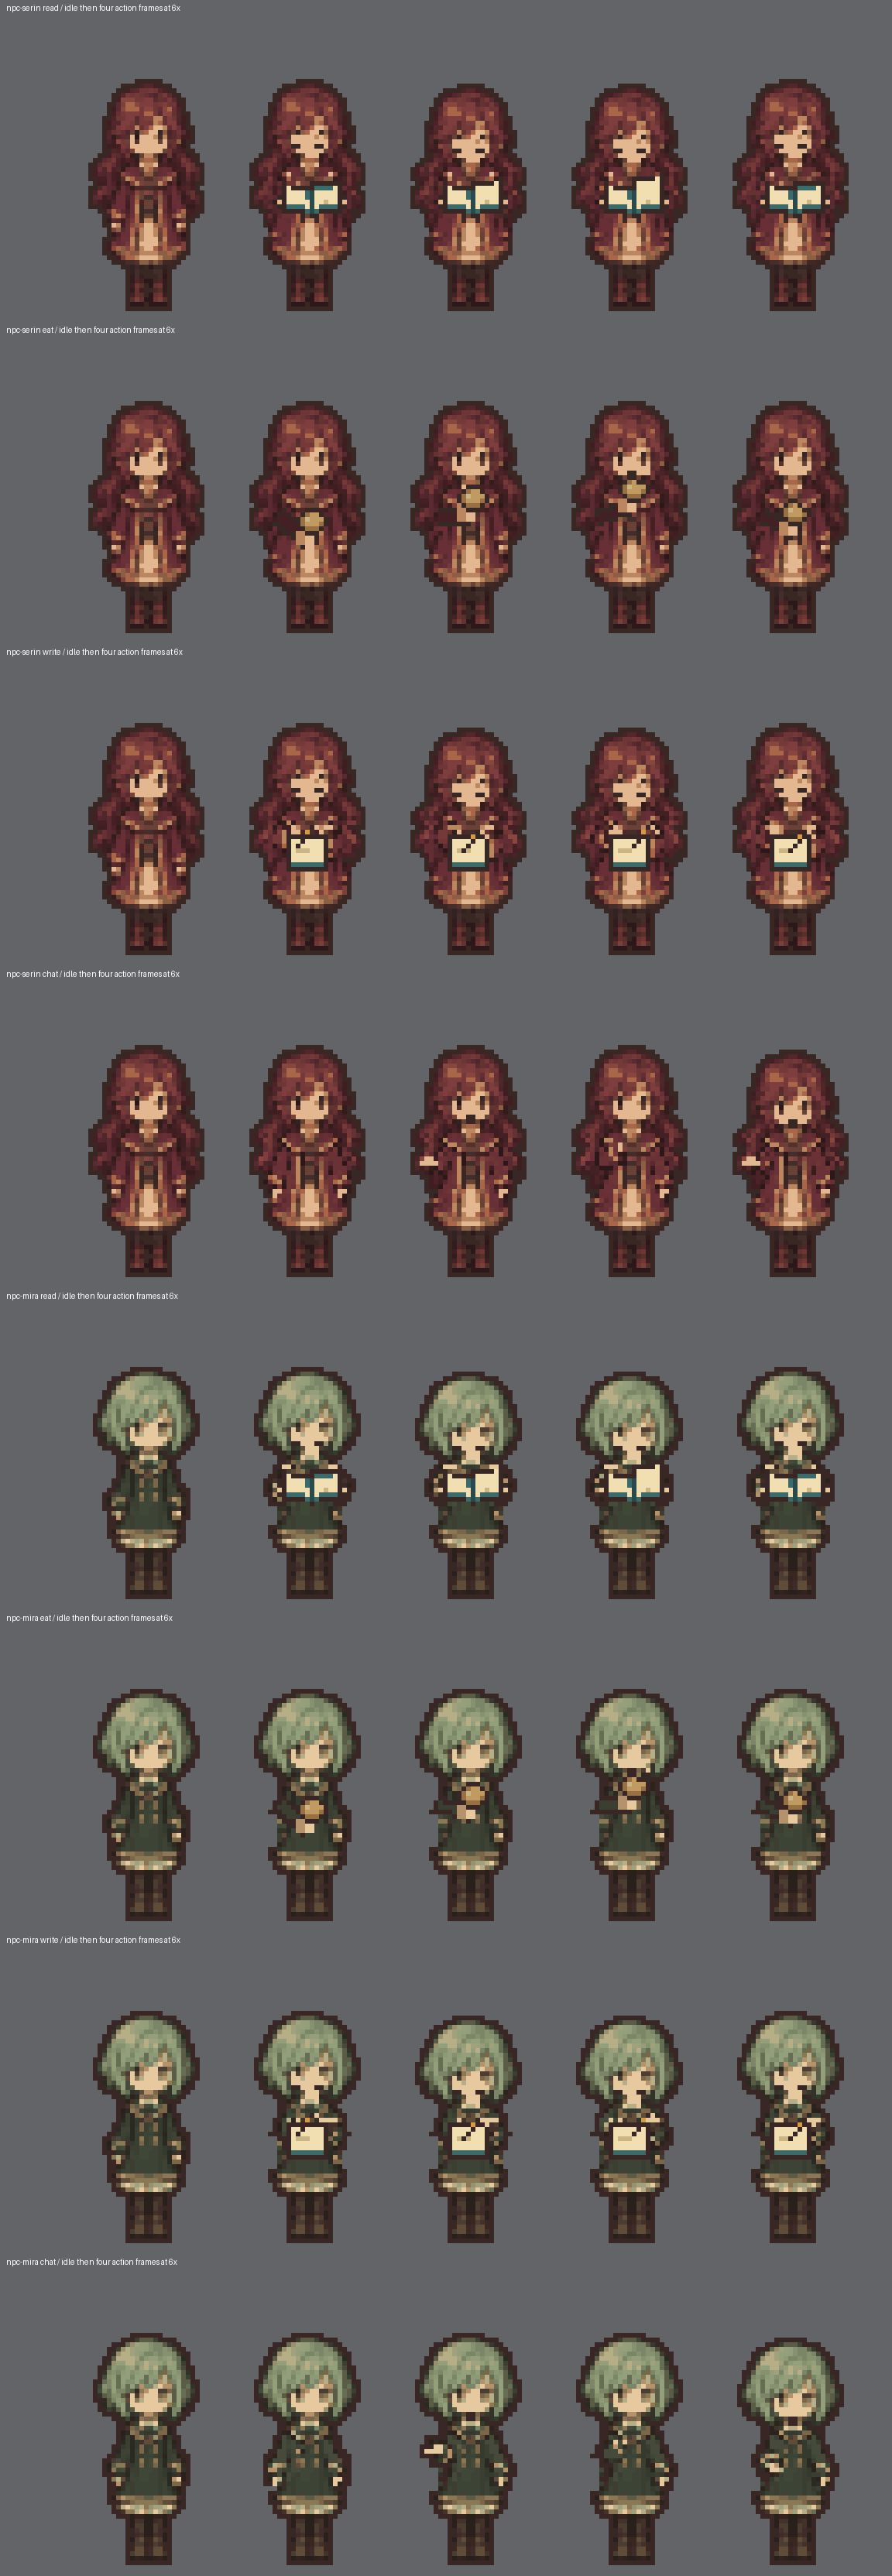 npc-serin read / idle then four action frames at 6x
npc-serin eat / idle then four action frames at 6x
npc-serin write / idle then four action frames at 6x
npc-serin chat / idle then four action frames at 6x
npc-mira read / idle then four action frames at 6x
npc-mira eat / idle then four action frames at 6x
npc-mira write / idle then four action frames at 6x
npc-mira chat / idle then four action frames at 6x